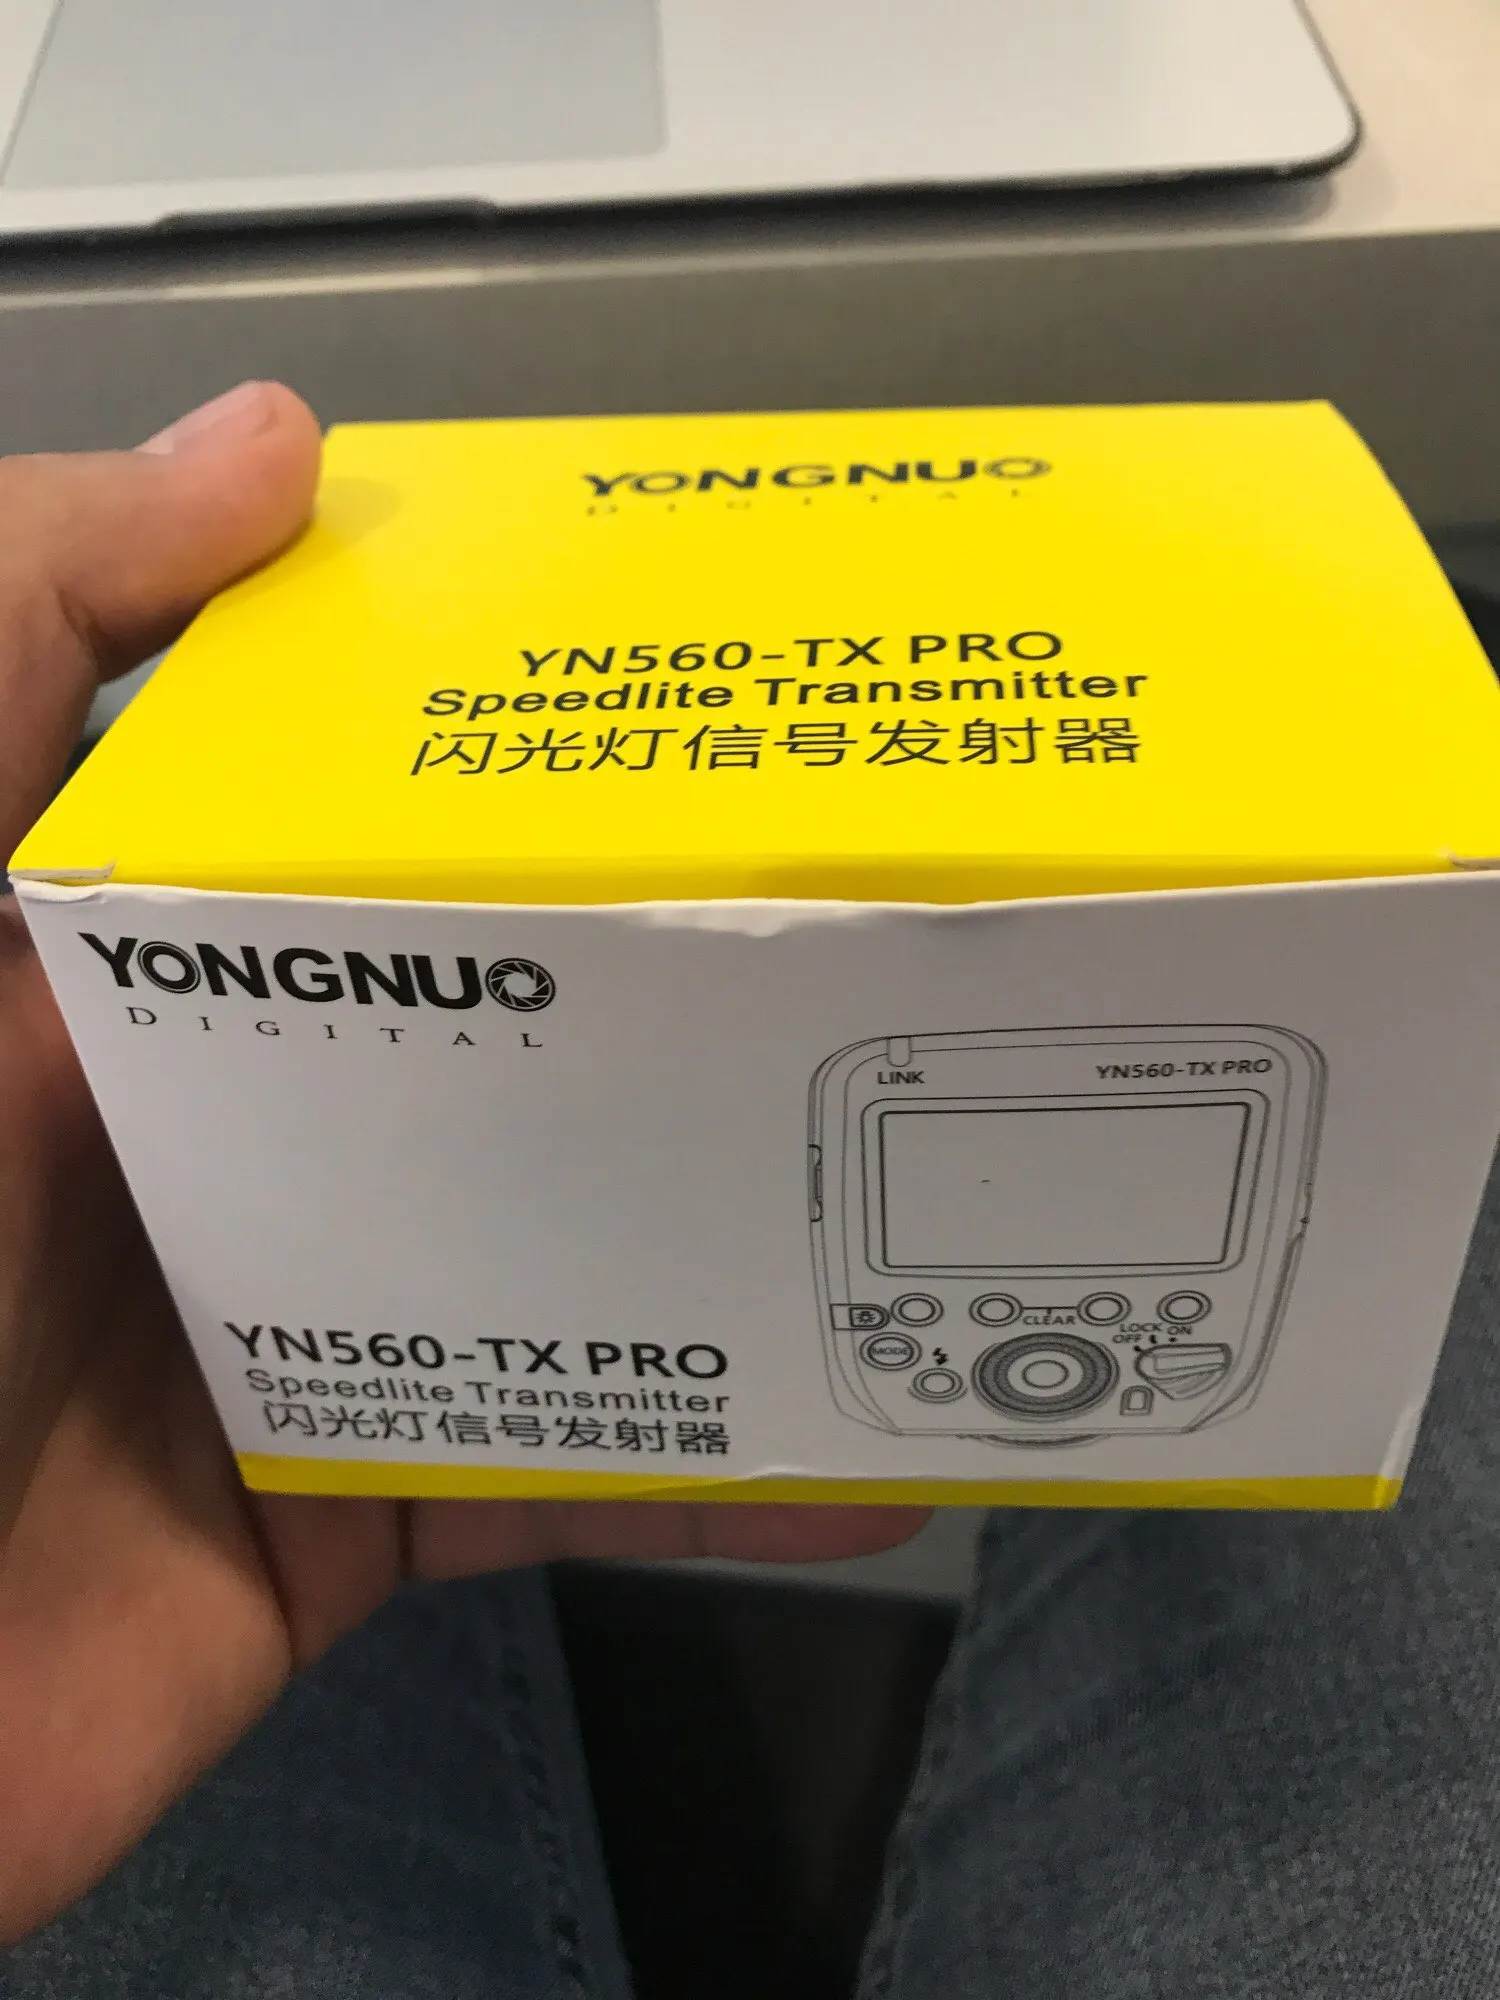 YONGNUO
DIGITAL
YN560-TX PRO
Speedlite Transmitter
闪光灯信号发射器
YONGNUO
DIGITAL
YN560-TX PRO
Speedlite Transmitter
闪光灯信号发射器
LINK
YN560-TX PRO
CLEAR
LOCK
OFF
ON
MODE